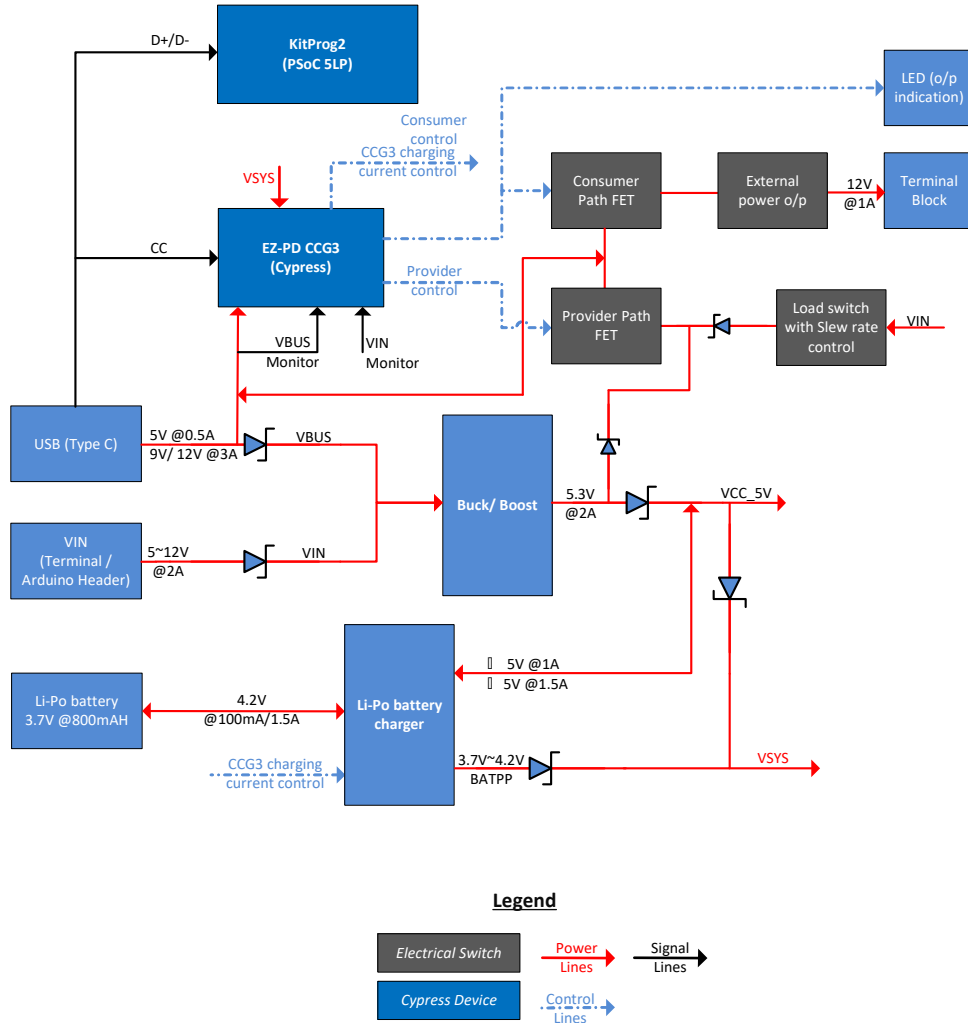 D+/D-
KitProg2
(PSoC 5LP)
LED (o/p
indication)
Consumer
control
CCG3 charging
current control
VSYS
Consumer
Path FET
External
power o/p
12V
@1A
Terminal
Block
CC
EZ-PD CCG3
(Cypress)
Provider
control
Provider Path
FET
Load switch
with Slew rate
control
VIN
VBUS
Monitor
VIN
Monitor
USB (Type C)
5V @0.5A
9V/ 12V @3A
VBUS
Buck/ Boost
5.3V
@2A
VCC_5V
VIN
(Terminal /
Arduino Header)
5~12V
@2A
VIN
Li-Po battery
3.7V @800mAH
4.2V
@100mA/1.5A
Li-Po battery
charger
5V @1A
5V @1.5A
CCG3 charging
current control
3.7V~4.2V
BATPP
VSYS
Legend
Electrical Switch
Power
Lines
Signal
Lines
Cypress Device
Control
Lines